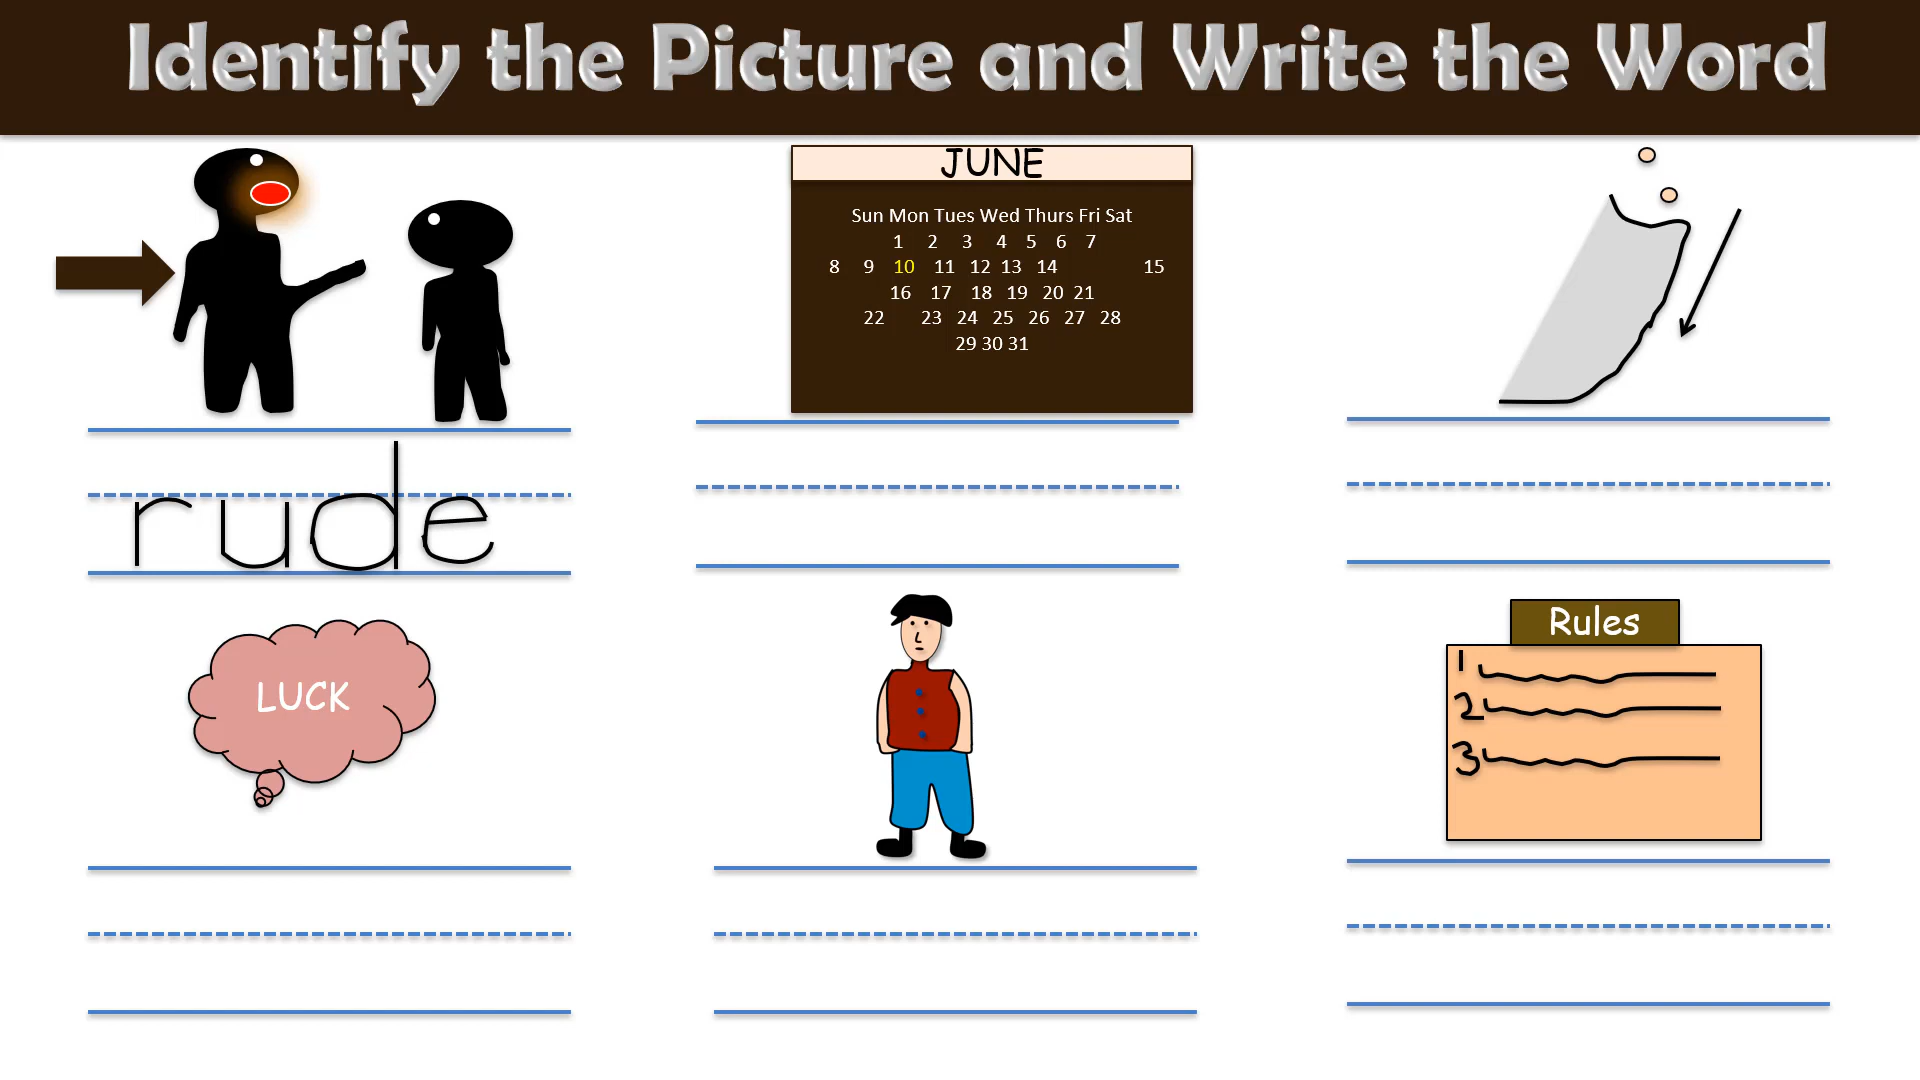 Identify the Picture and Write the Word
JUNE
Sun Mon Tues Wed Thurs Fri Sat
1 2 3 4 5 6 7
8 9 10 11 12 13 14 15
16 17 18 19 20 21
22 23 24 25 26 27 28
29 30 31
rude
LUCK
Rules
1
2
3